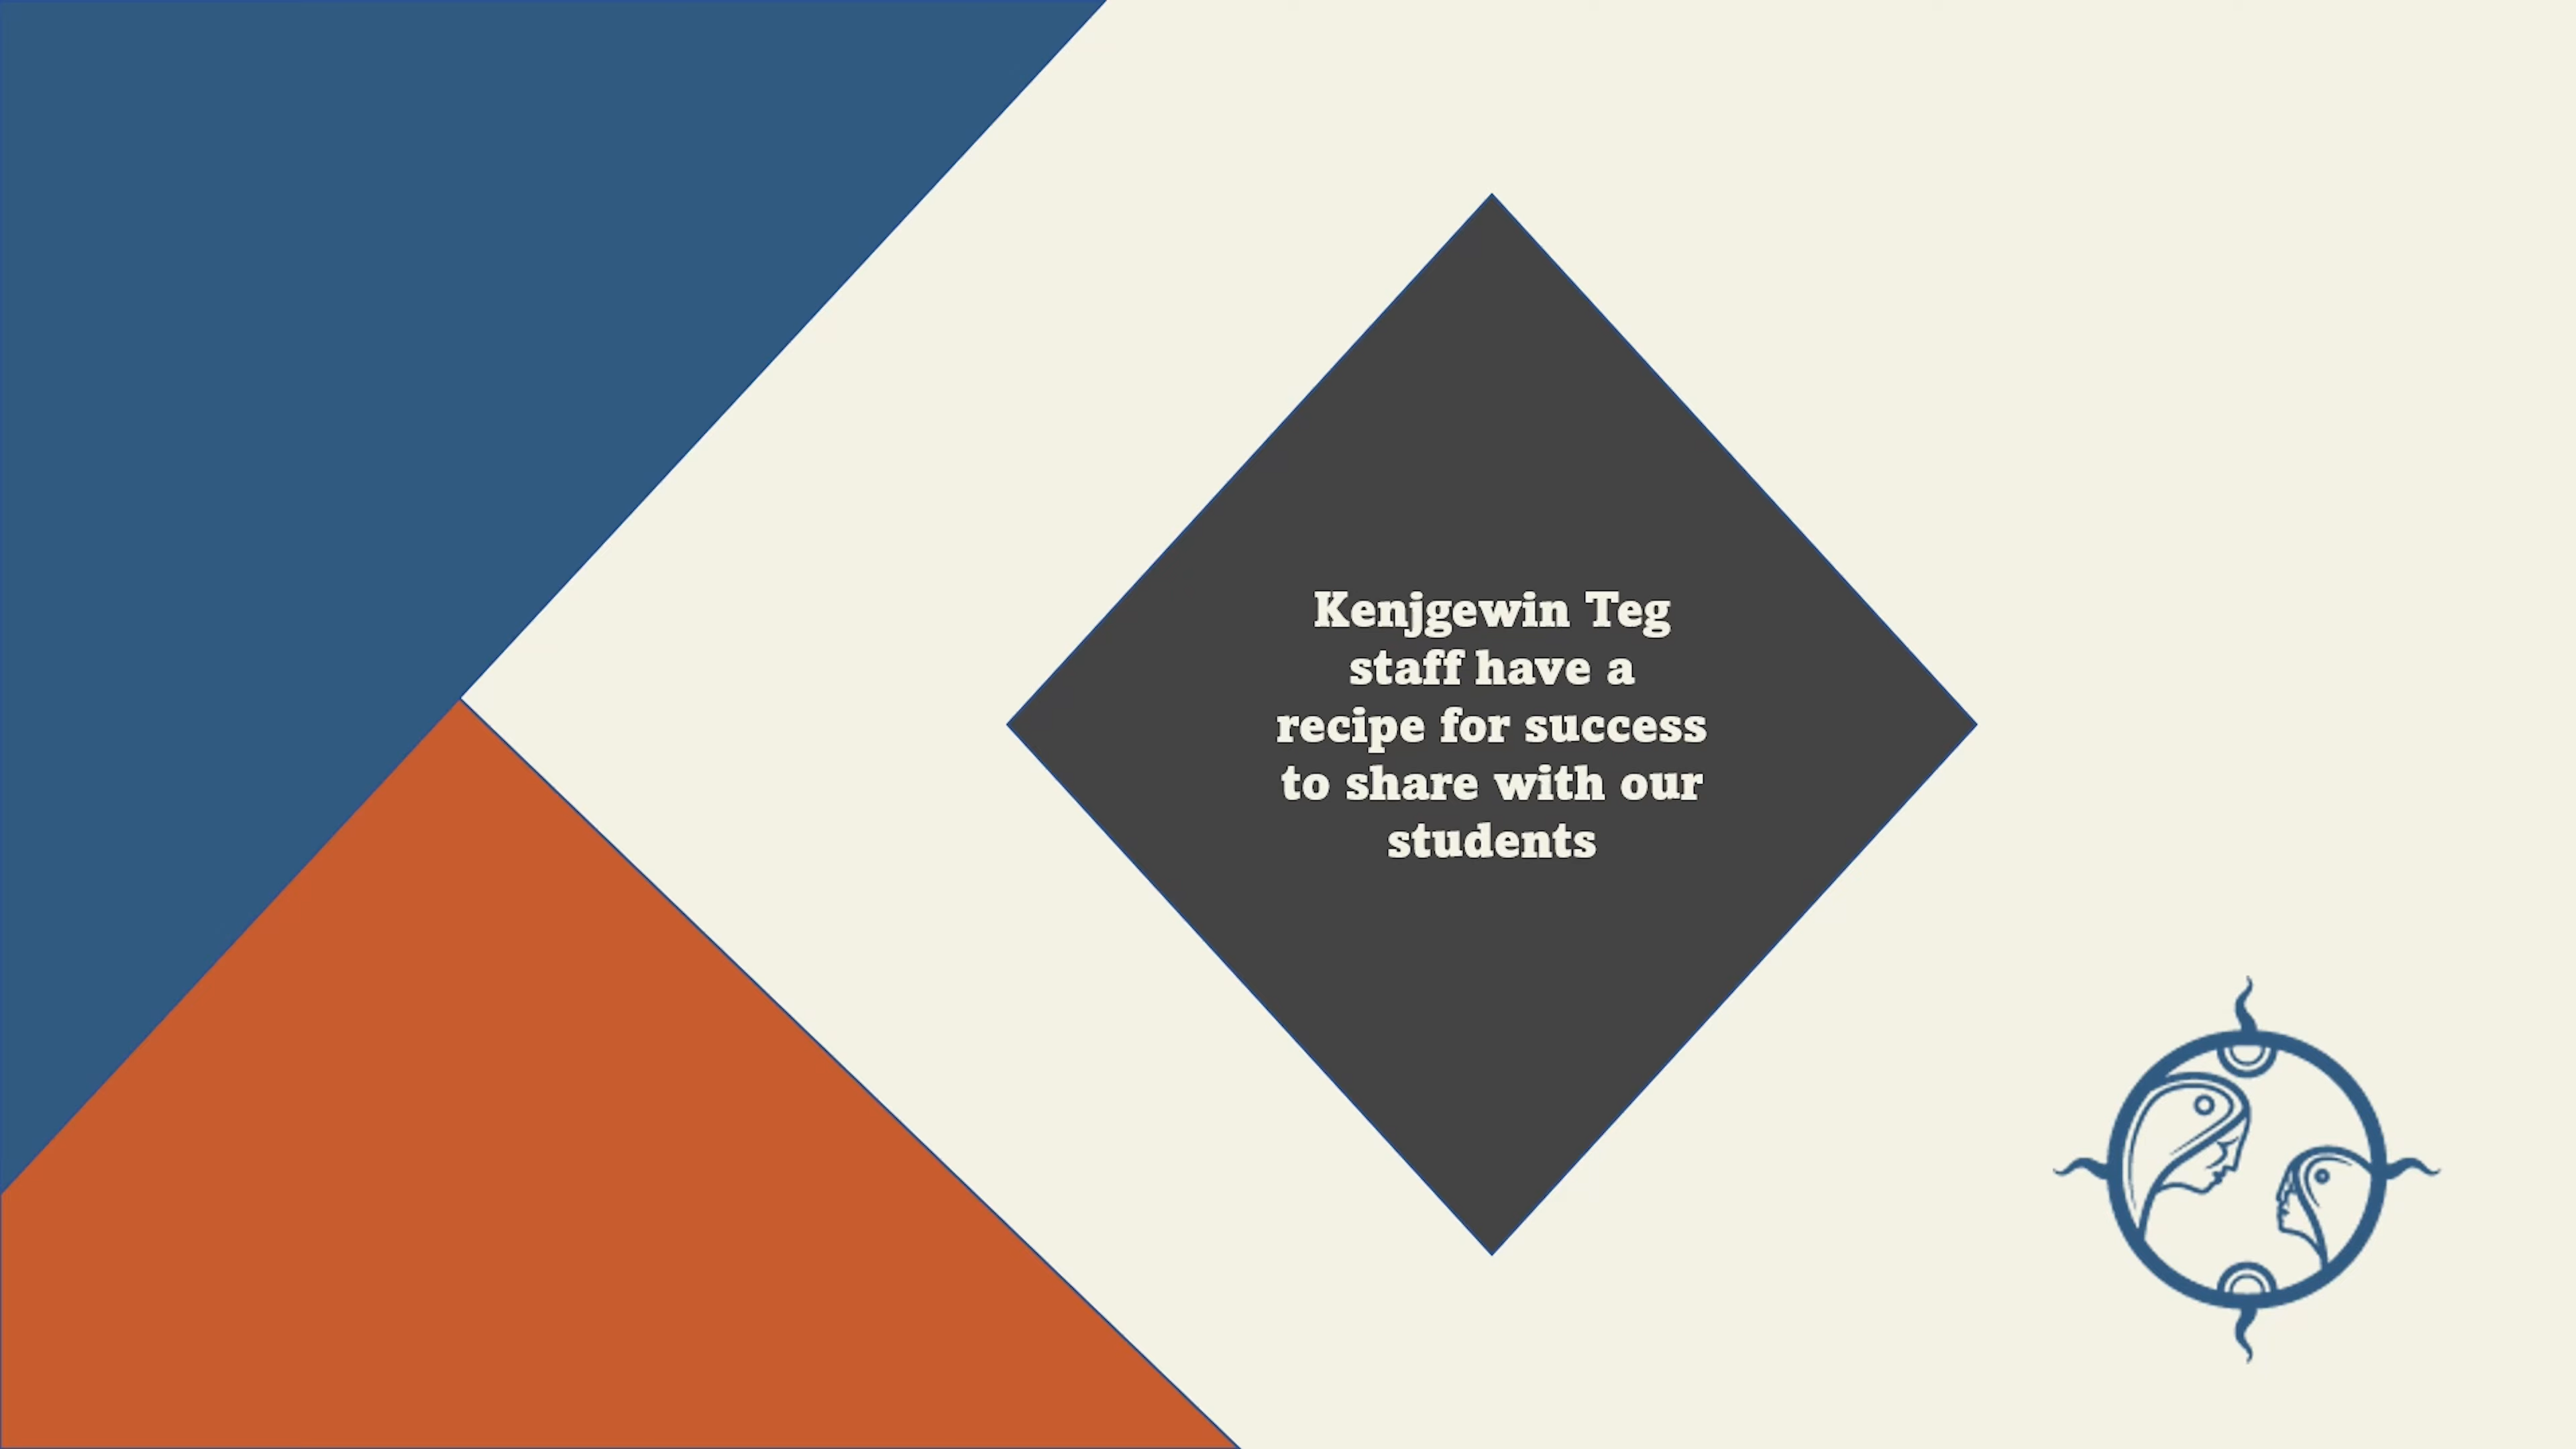 Kenjgewin Teg
staff have a
recipe for success
to share with our
students